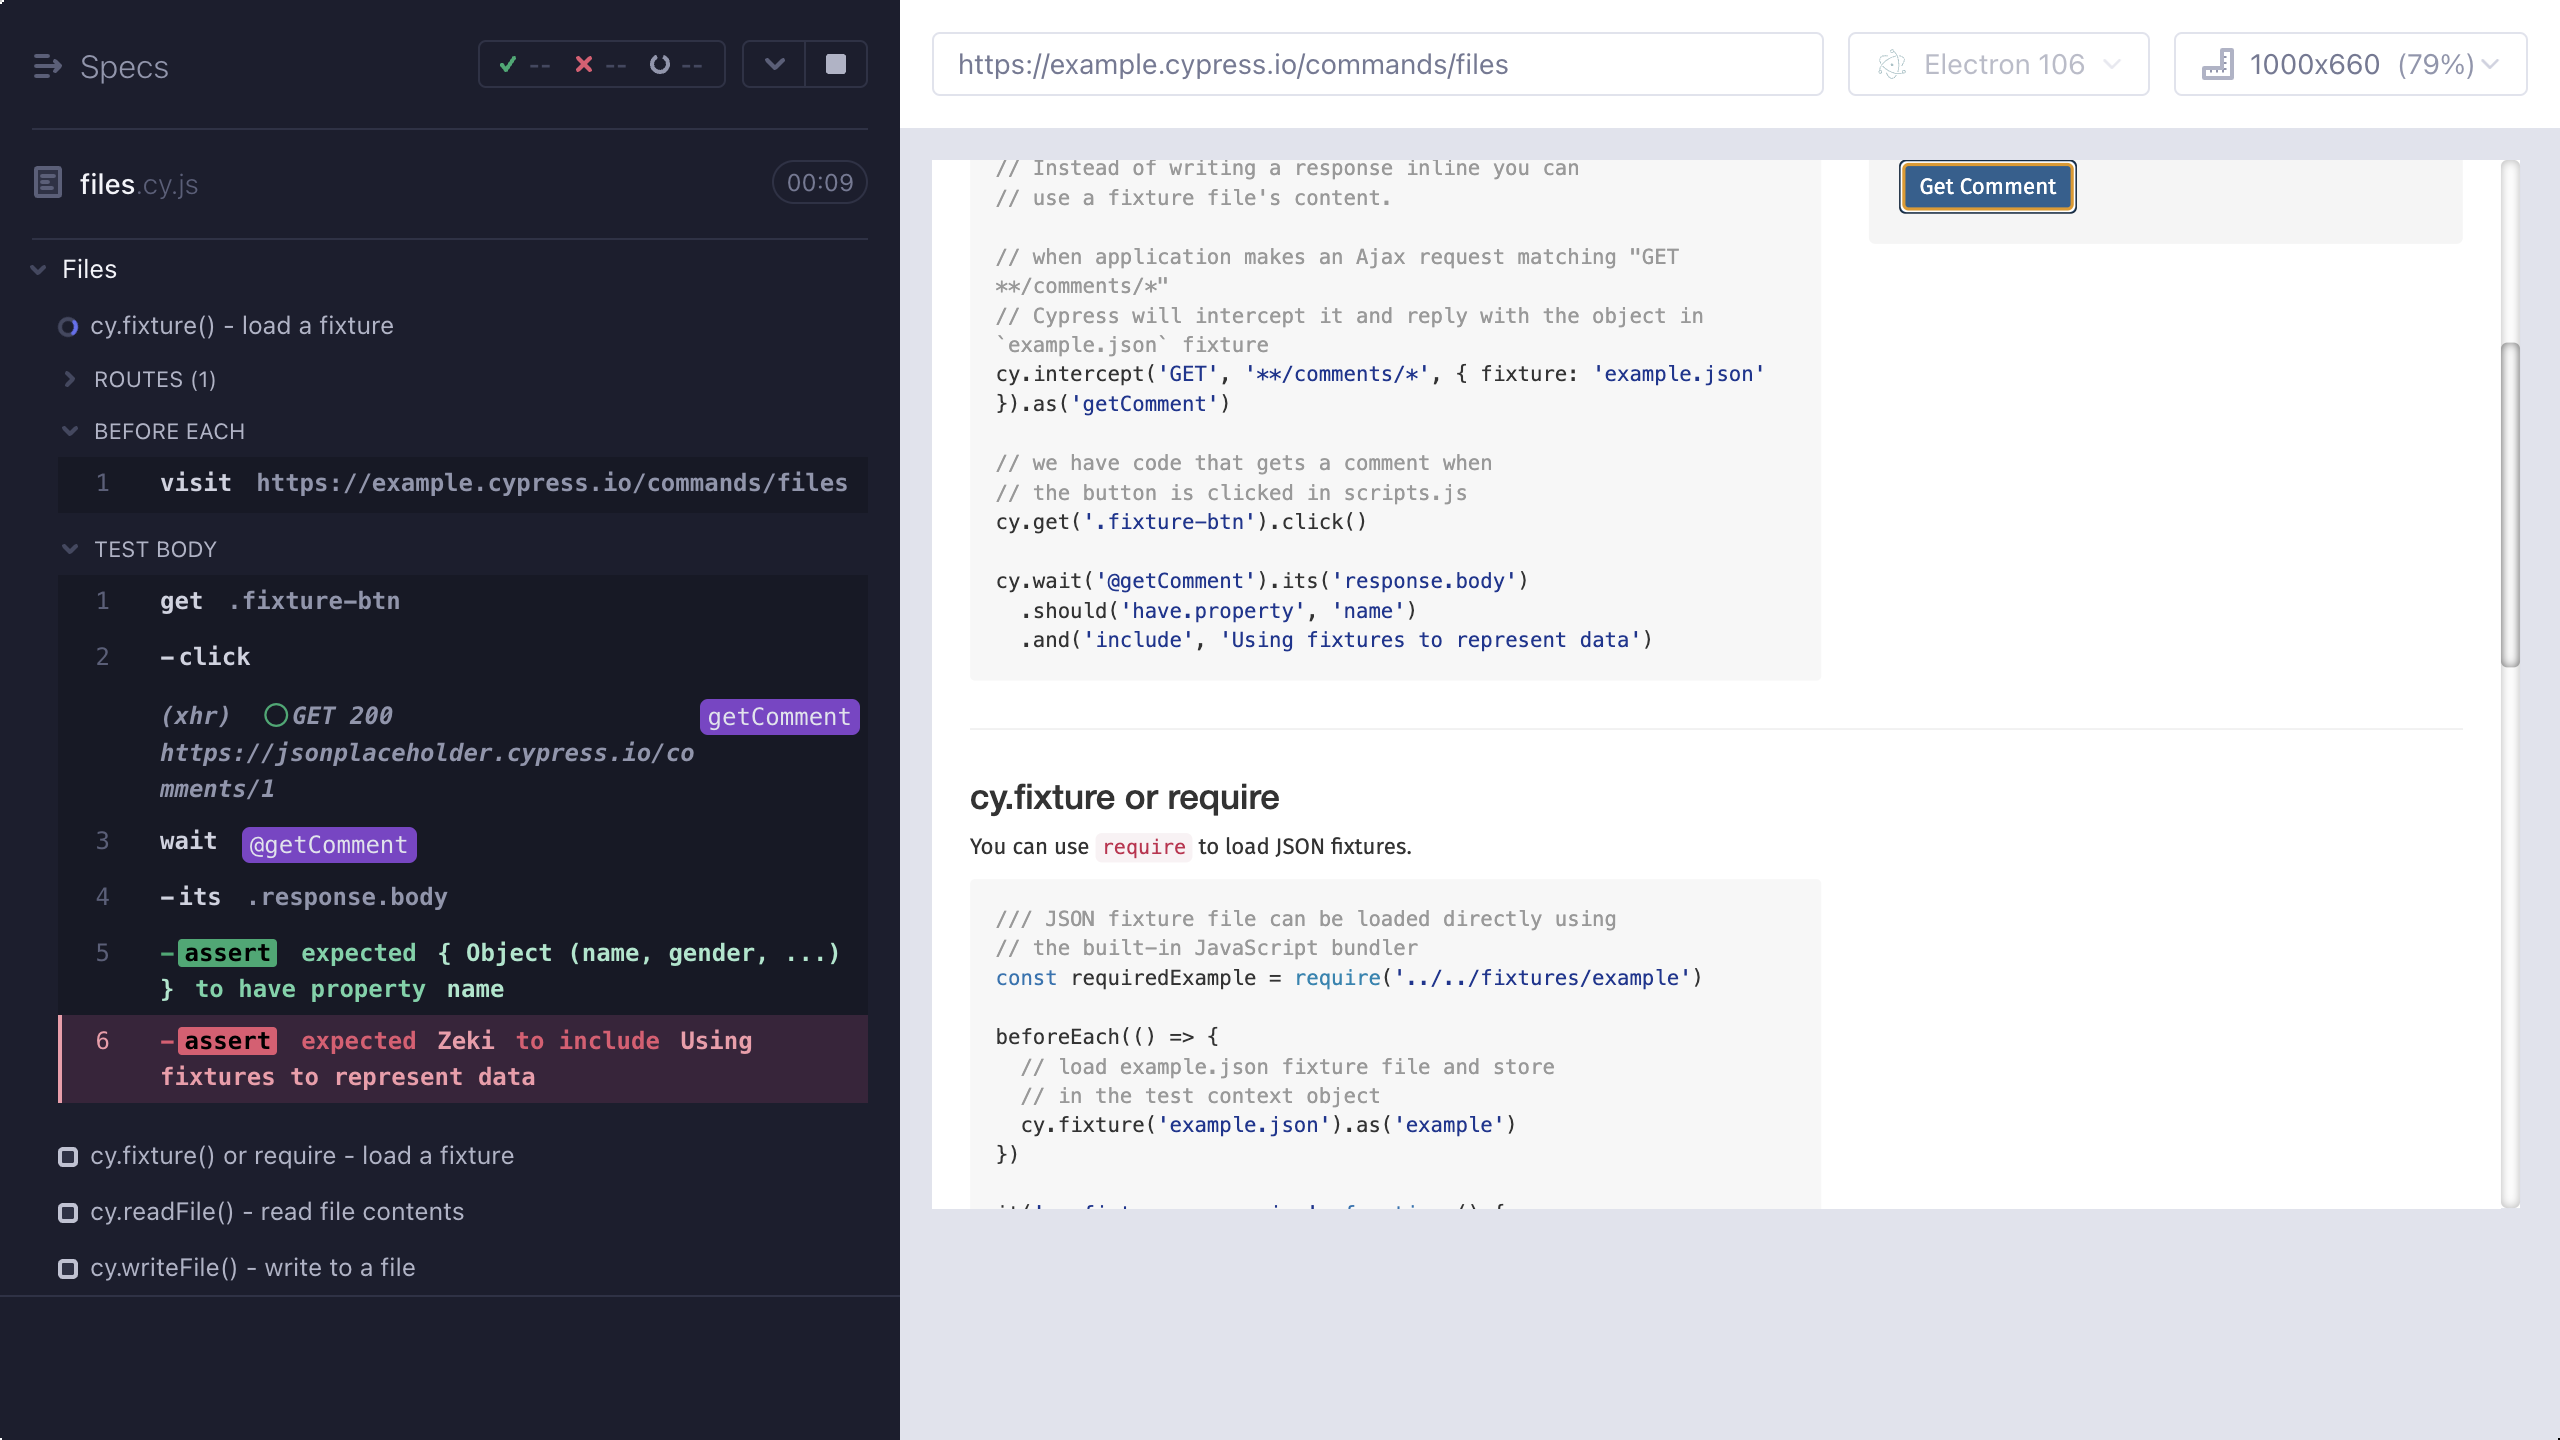 Specs
-- -- --
files.cy.js 00:09
Files
cy.fixture() - load a fixture
ROUTES (1)
BEFORE EACH
1 visit https://example.cypress.io/commands/files
TEST BODY
1 get .fixture-btn
2 -click
(xhr) GET 200 getComment
https://jsonplaceholder.cypress.io/co
mments/1
3 wait @getComment
4 -its .response.body
5 -assert expected { Object (name, gender, ...)
} to have property name
6 -assert expected Zeki to include Using
fixtures to represent data
cy.fixture() or require - load a fixture
cy.readFile() - read file contents
cy.writeFile() - write to a file
https://example.cypress.io/commands/files
Electron 106
1000x660 (79%)
// Instead of writing a response inline you can
// use a fixture file's content.
// when application makes an Ajax request matching "GET
**/comments/*"
// Cypress will intercept it and reply with the object in
`example.json` fixture
cy.intercept('GET', '**/comments/*', { fixture: 'example.json'
}).as('getComment')
// we have code that gets a comment when
// the button is clicked in scripts.js
cy.get('.fixture-btn').click()
cy.wait('@getComment').its('response.body')
.should('have.property', 'name')
.and('include', 'Using fixtures to represent data')
Get Comment
cy.fixture or require
You can use require to load JSON fixtures.
/// JSON fixture file can be loaded directly using
// the built-in JavaScript bundler
const requiredExample = require('../../fixtures/example')
beforeEach(() => {
// load example.json fixture file and store
// in the test context object
cy.fixture('example.json').as('example')
})